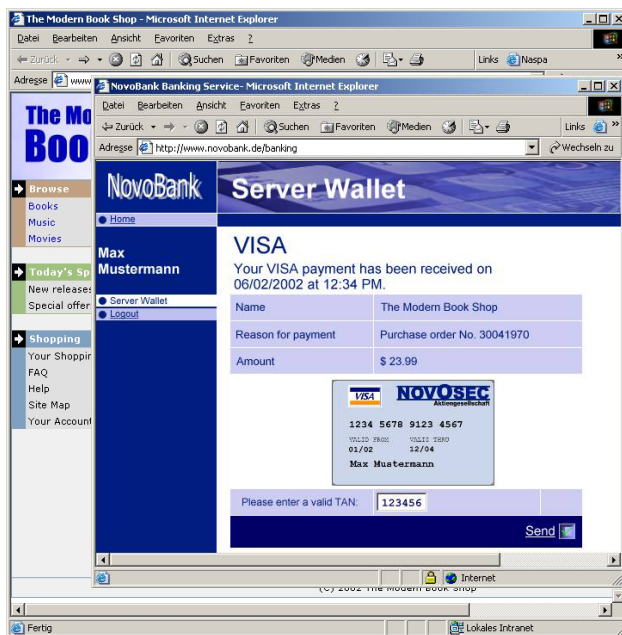 The Modern Book Shop - Microsoft Internet Explorer
Datei Bearbeiten Ansicht Favoriten Extras ?
Zurück Suchen Favoriten Medien Links Naspa
Adresse www
The Mo
BOO
Browse
Books
Music
Movies
Today's Sp
New releases
Special offer
Shopping
Your Shoppin
FAQ
Help
Site Map
Your Account
(C) 2002 The Modern Book Shop
Fertig
Lokales Intranet
NovoBank Banking Service- Microsoft Internet Explorer
Datei Bearbeiten Ansicht Favoriten Extras ?
Zurück Suchen Favoriten Medien Links
Adresse http://www.novobank.de/banking Wechseln zu
NovoBank Server Wallet
Home
Max
Mustermann
Server Wallet
Logout
VISA
Your VISA payment has been received on
06/02/2002 at 12:34 PM.
Name The Modern Book Shop
Reason for payment Purchase order No. 30041970
Amount $ 23.99
VISA NOVOSEC
Aktiengesellschaft
1234 5678 9123 4567
VALID FROM VALID THRU
01/02 12/04
Max Mustermann
Please enter a valid TAN: 123456
Send
Internet